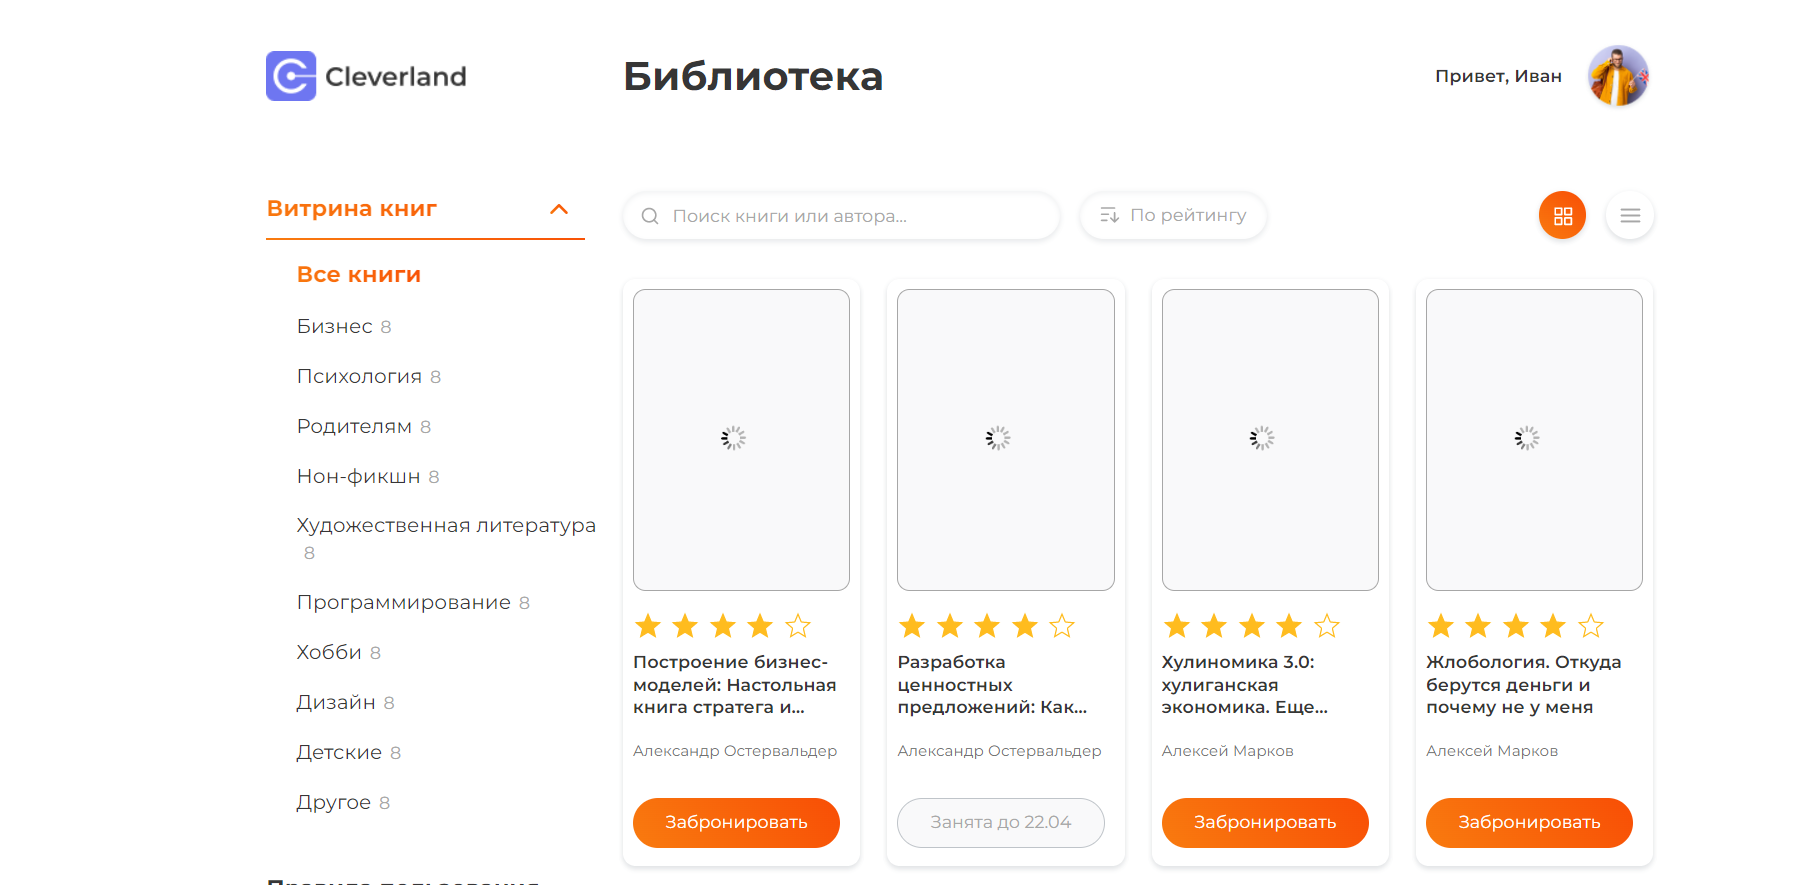 Cleverland
Библиотека
Привет, Иван
Витрина книг
Все книги
Бизнес 8
Психология 8
Родителям 8
Нон-фикшн 8
Художественная литература
8
Программирование 8
Хобби 8
Дизайн 8
Детские 8
Другое 8
Правила пользования
Поиск книги или автора...
По рейтингу
Построение бизнес-
моделей: Настольная
книга стратега и...
Александр Остервальдер
Забронировать
Разработка
ценностных
предложений: Как...
Александр Остервальдер
Занята до 22.04
Хулиномика 3.0:
хулиганская
экономика. Еще...
Алексей Марков
Забронировать
Жлобология. Откуда
берутся деньги и
почему не у меня
Алексей Марков
Забронировать